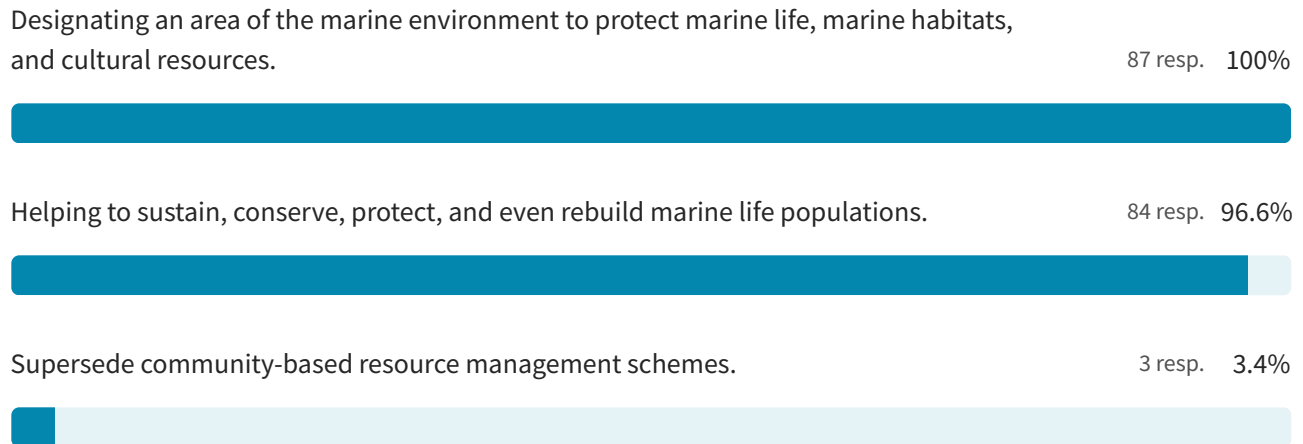 Designating an area of the marine environment to protect marine life, marine habitats,
and cultural resources. 87 resp. 100%
Helping to sustain, conserve, protect, and even rebuild marine life populations. 84 resp. 96.6%
Supersede community-based resource management schemes. 3 resp. 3.4%